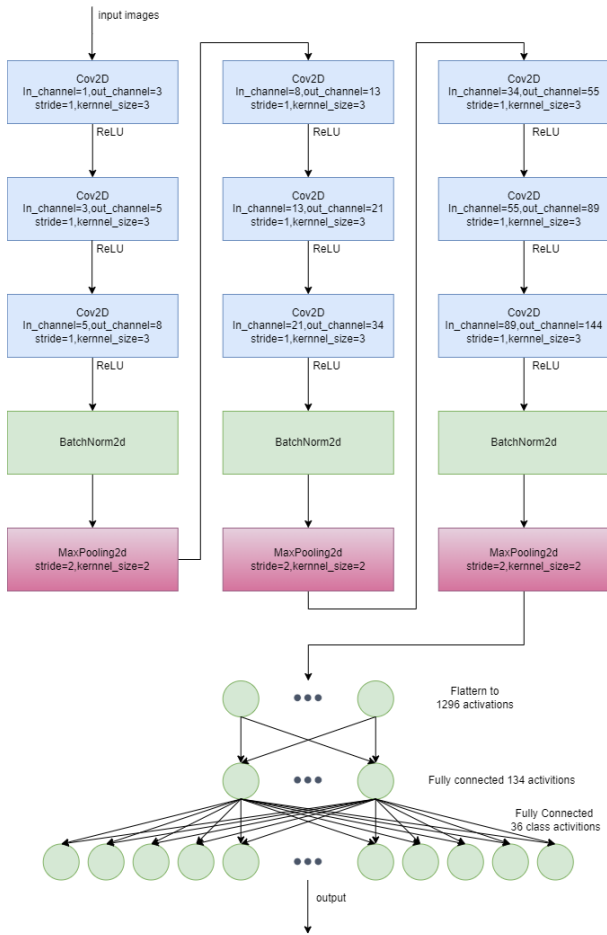 input images
Cov2D
In_channel=1,out_channel=3
stride=1,kernnel_size=3
ReLU
Cov2D
In_channel=3,out_channel=5
stride=1,kernnel_size=3
ReLU
Cov2D
In_channel=5,out_channel=8
stride=1,kernnel_size=3
ReLU
BatchNorm2d
MaxPooling2d
stride=2,kernnel_size=2
Cov2D
In_channel=8,out_channel=13
stride=1,kernnel_size=3
ReLU
Cov2D
In_channel=13,out_channel=21
stride=1,kernnel_size=3
ReLU
Cov2D
In_channel=21,out_channel=34
stride=1,kernnel_size=3
ReLU
BatchNorm2d
MaxPooling2d
stride=2,kernnel_size=2
Cov2D
In_channel=34,out_channel=55
stride=1,kernnel_size=3
ReLU
Cov2D
In_channel=55,out_channel=89
stride=1,kernnel_size=3
ReLU
Cov2D
In_channel=89,out_channel=144
stride=1,kernnel_size=3
ReLU
BatchNorm2d
MaxPooling2d
stride=2,kernnel_size=2
Flattern to
1296 activations
Fully connected 134 activitions
Fully Connected
36 class activitions
output